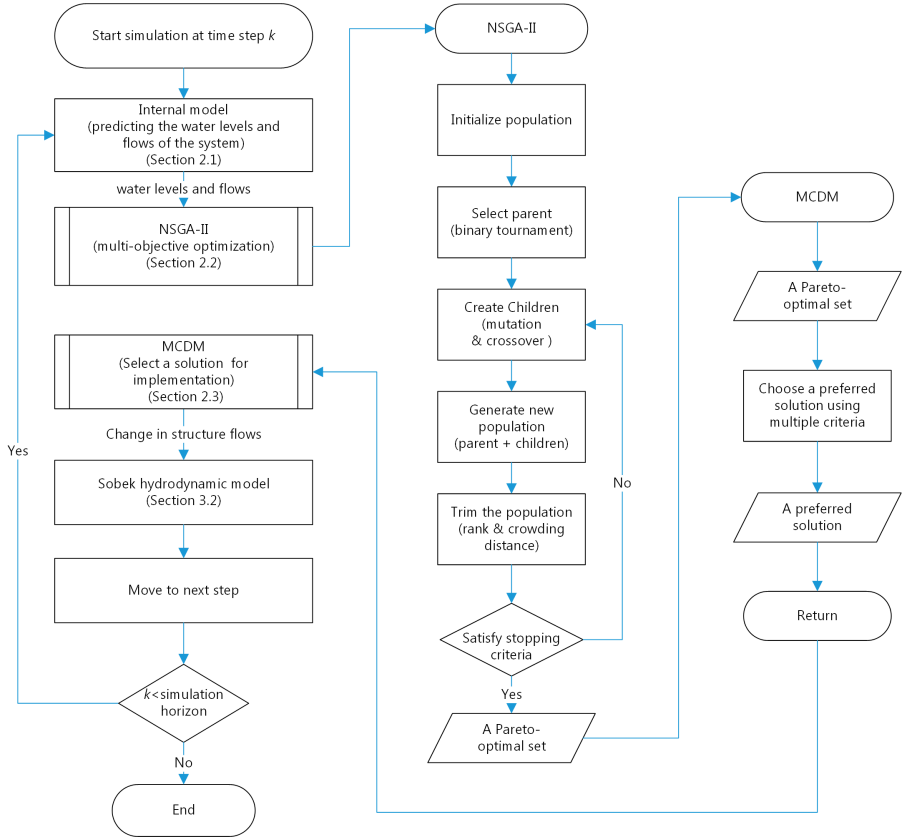 Start simulation at time step k
Internal model
(predicting the water levels and
flows of the system)
(Section 2.1)
water levels and flows
NSGA-II
(multi-objective optimization)
(Section 2.2)
MCDM
(Select a solution for
implementation)
(Section 2.3)
Change in structure flows
Yes
Sobek hydrodynamic model
(Section 3.2)
Move to next step
k<simulation
horizon
No
End
NSGA-II
Initialize population
Select parent
(binary tournament)
Create Children
(mutation
& crossover )
Generate new
population
(parent + children)
No
Trim the population
(rank & crowding
distance)
Satisfy stopping
criteria
Yes
A Pareto-
optimal set
MCDM
A Pareto-
optimal set
Choose a preferred
solution using
multiple criteria
A preferred
solution
Return